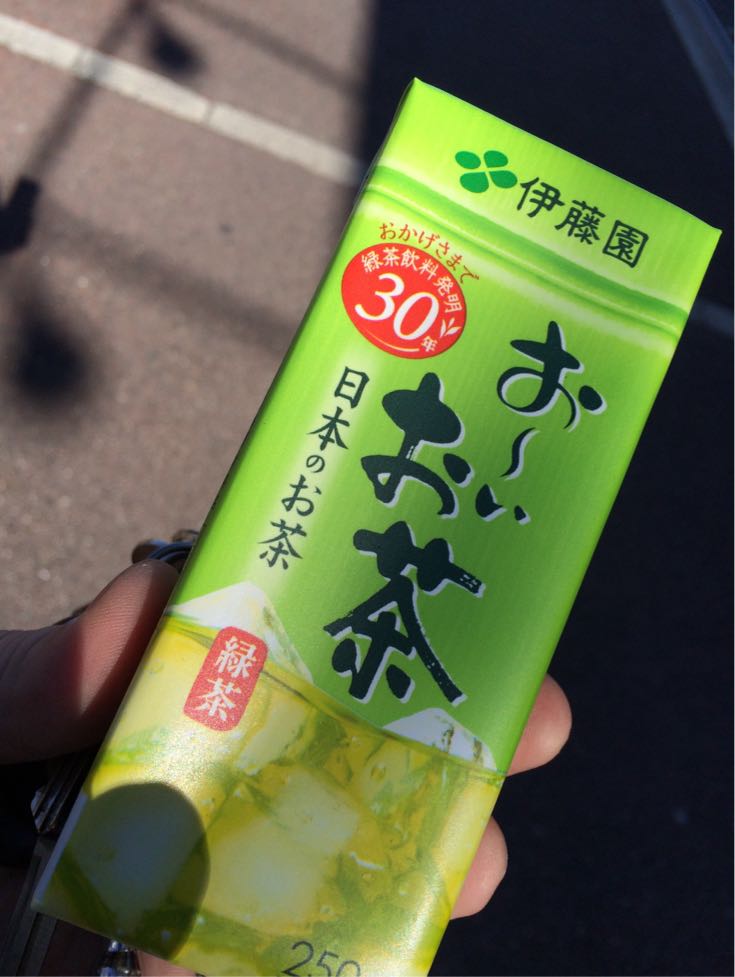 伊藤園
おかげさまで
緑茶飲料発明
30年
お〜い
お茶
日本のお茶
緑茶
250